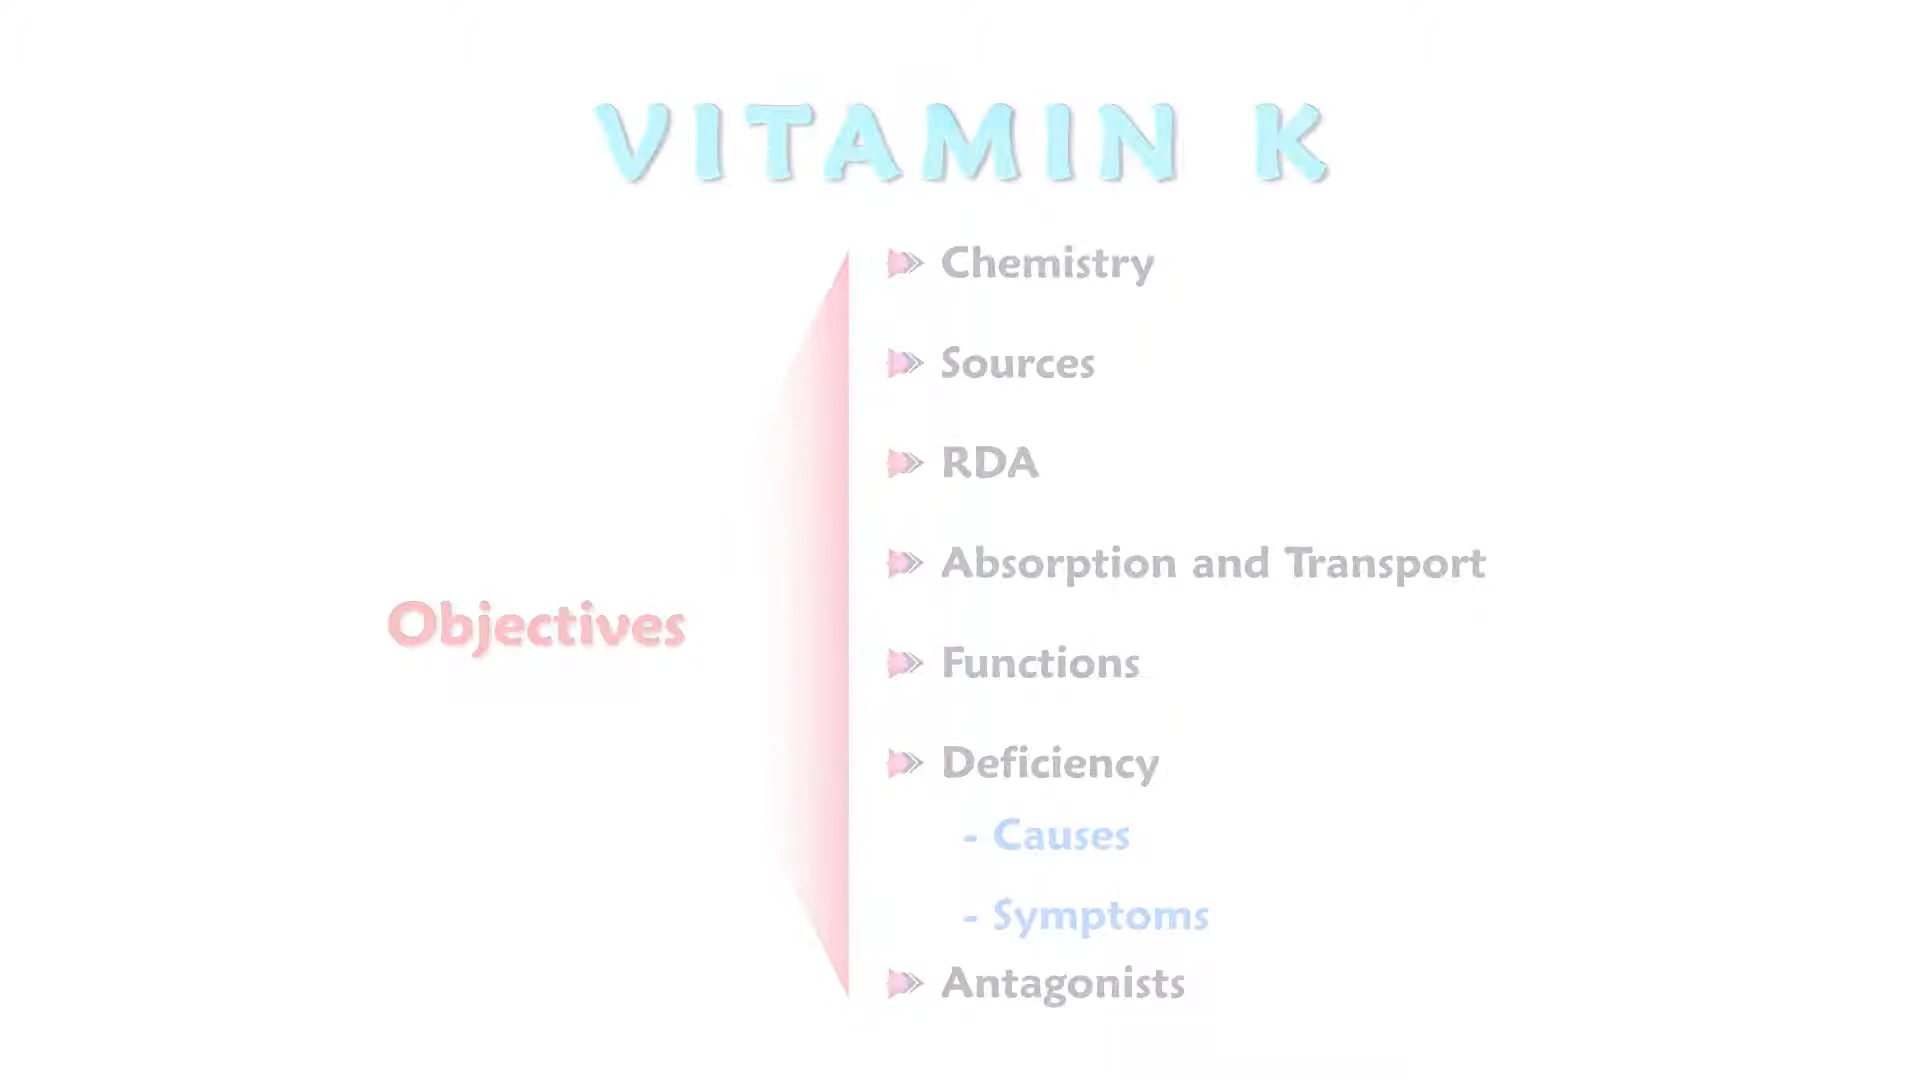 VITAMIN K
Chemistry
Sources
RDA
Absorption and Transport
Objectives
Functions
Deficiency
- Causes
- Symptoms
Antagonists